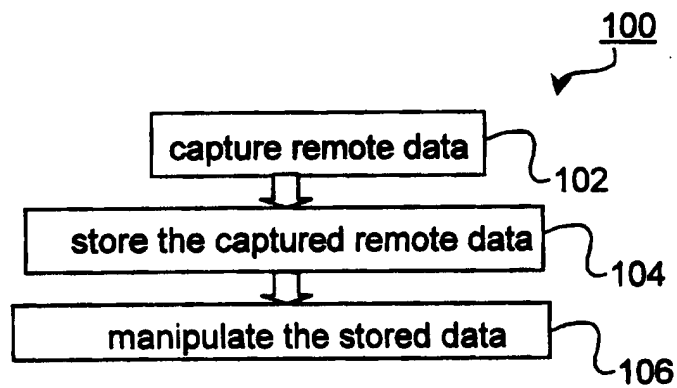 100
capture remote data
102
store the captured remote data
104
manipulate the stored data
106